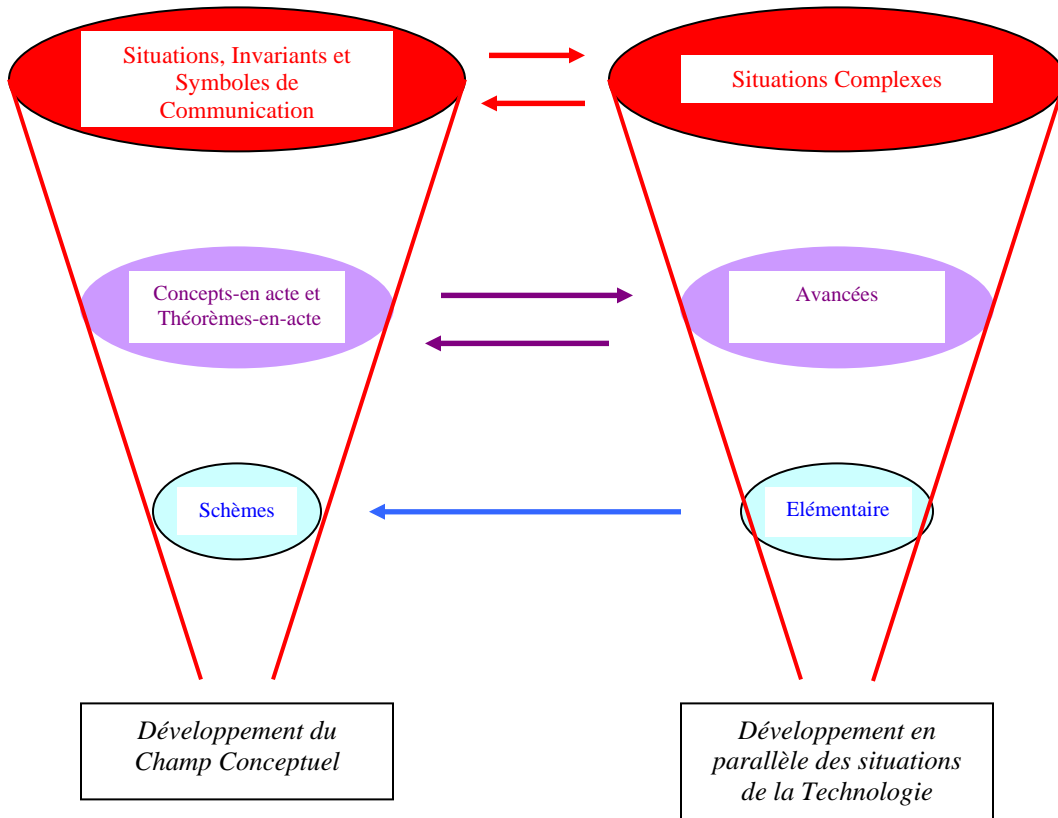 Situations, Invariants et
Symboles de
Communication
Situations Complexes
Concepts-en acte et
Théorèmes-en-acte
Avancées
Schèmes
Elémentaire
Développement du
Champ Conceptuel
Développement en
parallèle des situations
de la Technologie